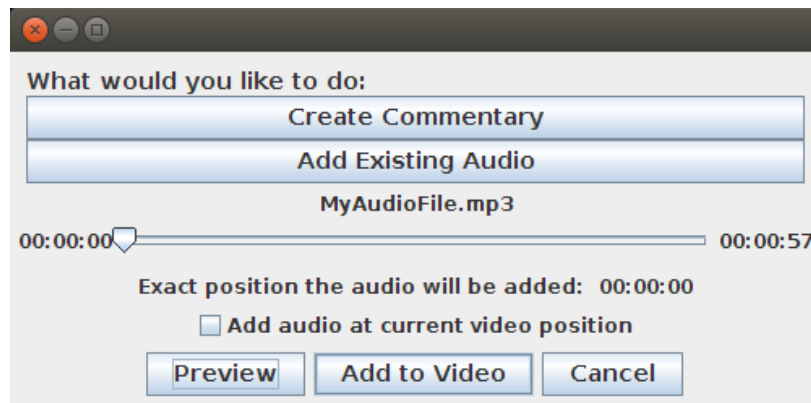 What would you like to do:
Create Commentary
Add Existing Audio
MyAudioFile.mp3
00:00:00 00:00:57
Exact position the audio will be added: 00:00:00
Add audio at current video position
Preview Add to Video Cancel